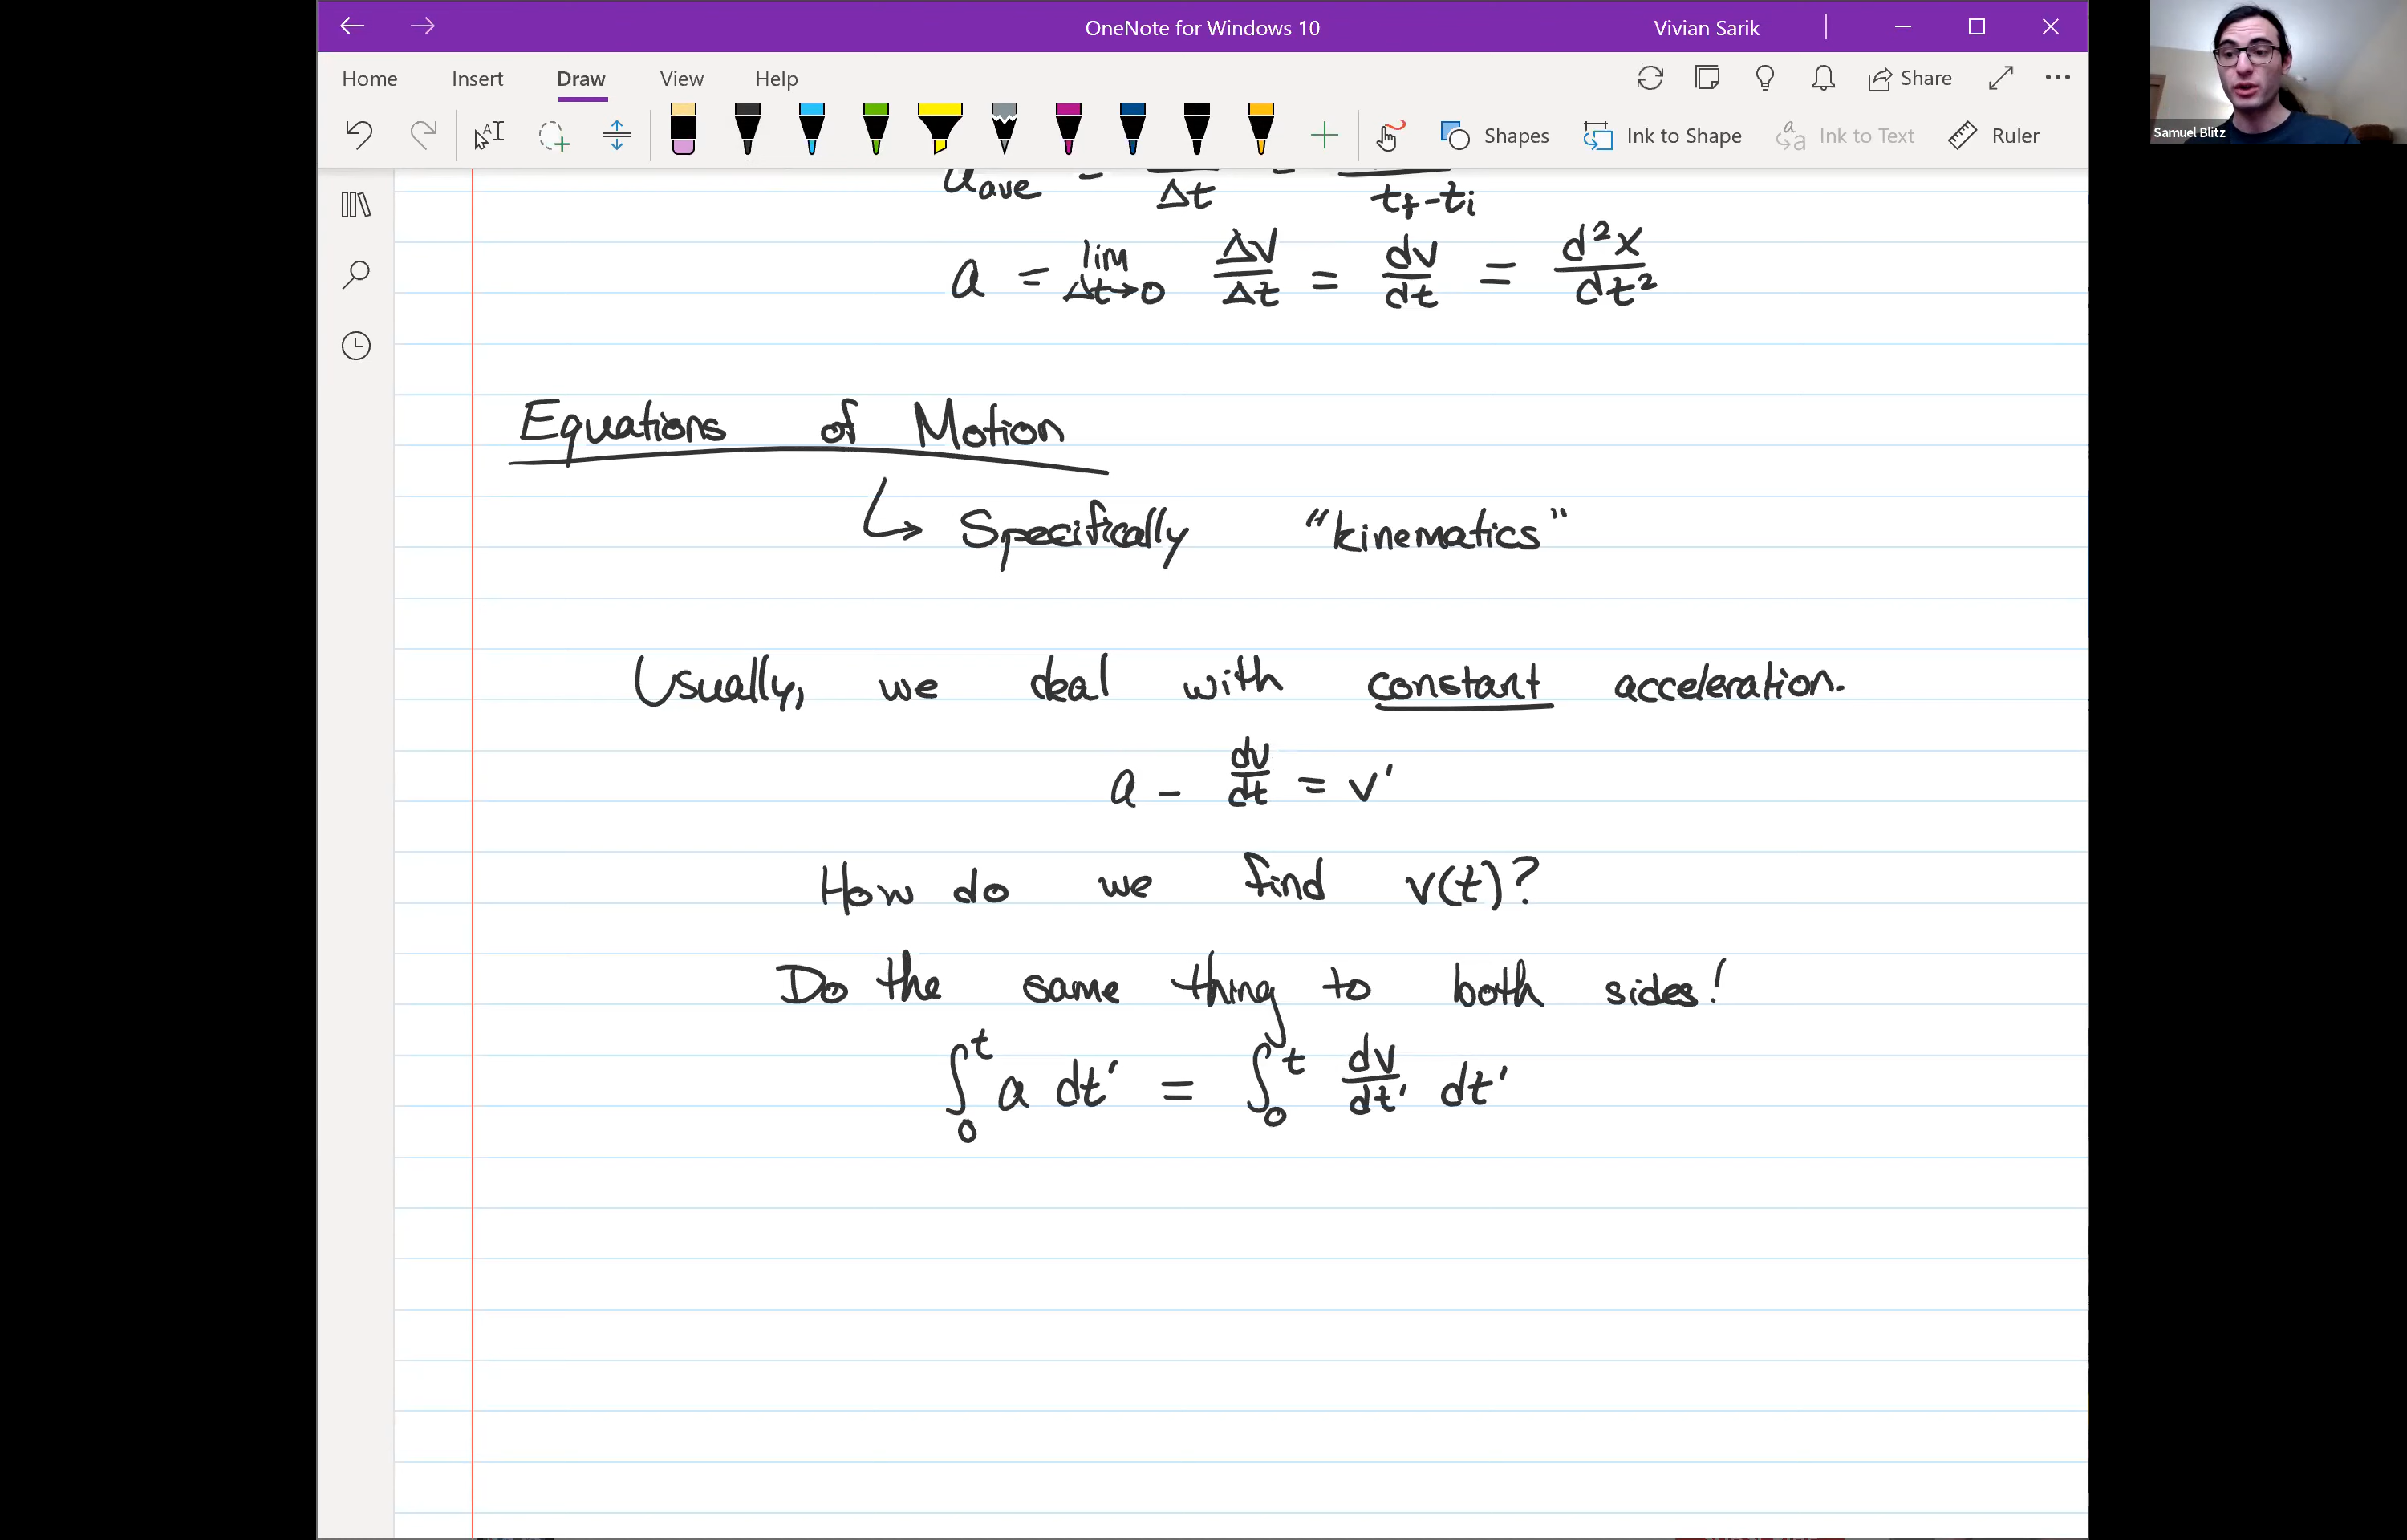 OneNote for Windows 10
Vivian Sarik
Home Insert Draw View Help
Share
Shapes
Ink to Shape
Ink to Text
Ruler
Samuel Blitz
a_ave = /Δt = /t_f - t_i
a = lim Δt→0 ΔV/Δt = dv/dt = d²x/dt²
Equations of Motion
↳ Specifically "kinematics"
Usually, we deal with constant acceleration.
a - dv/dt = v'
How do we find v(t)?
Do the same thing to both sides!
∫₀ᵗ a dt' = ∫₀ᵗ dv/dt' dt'